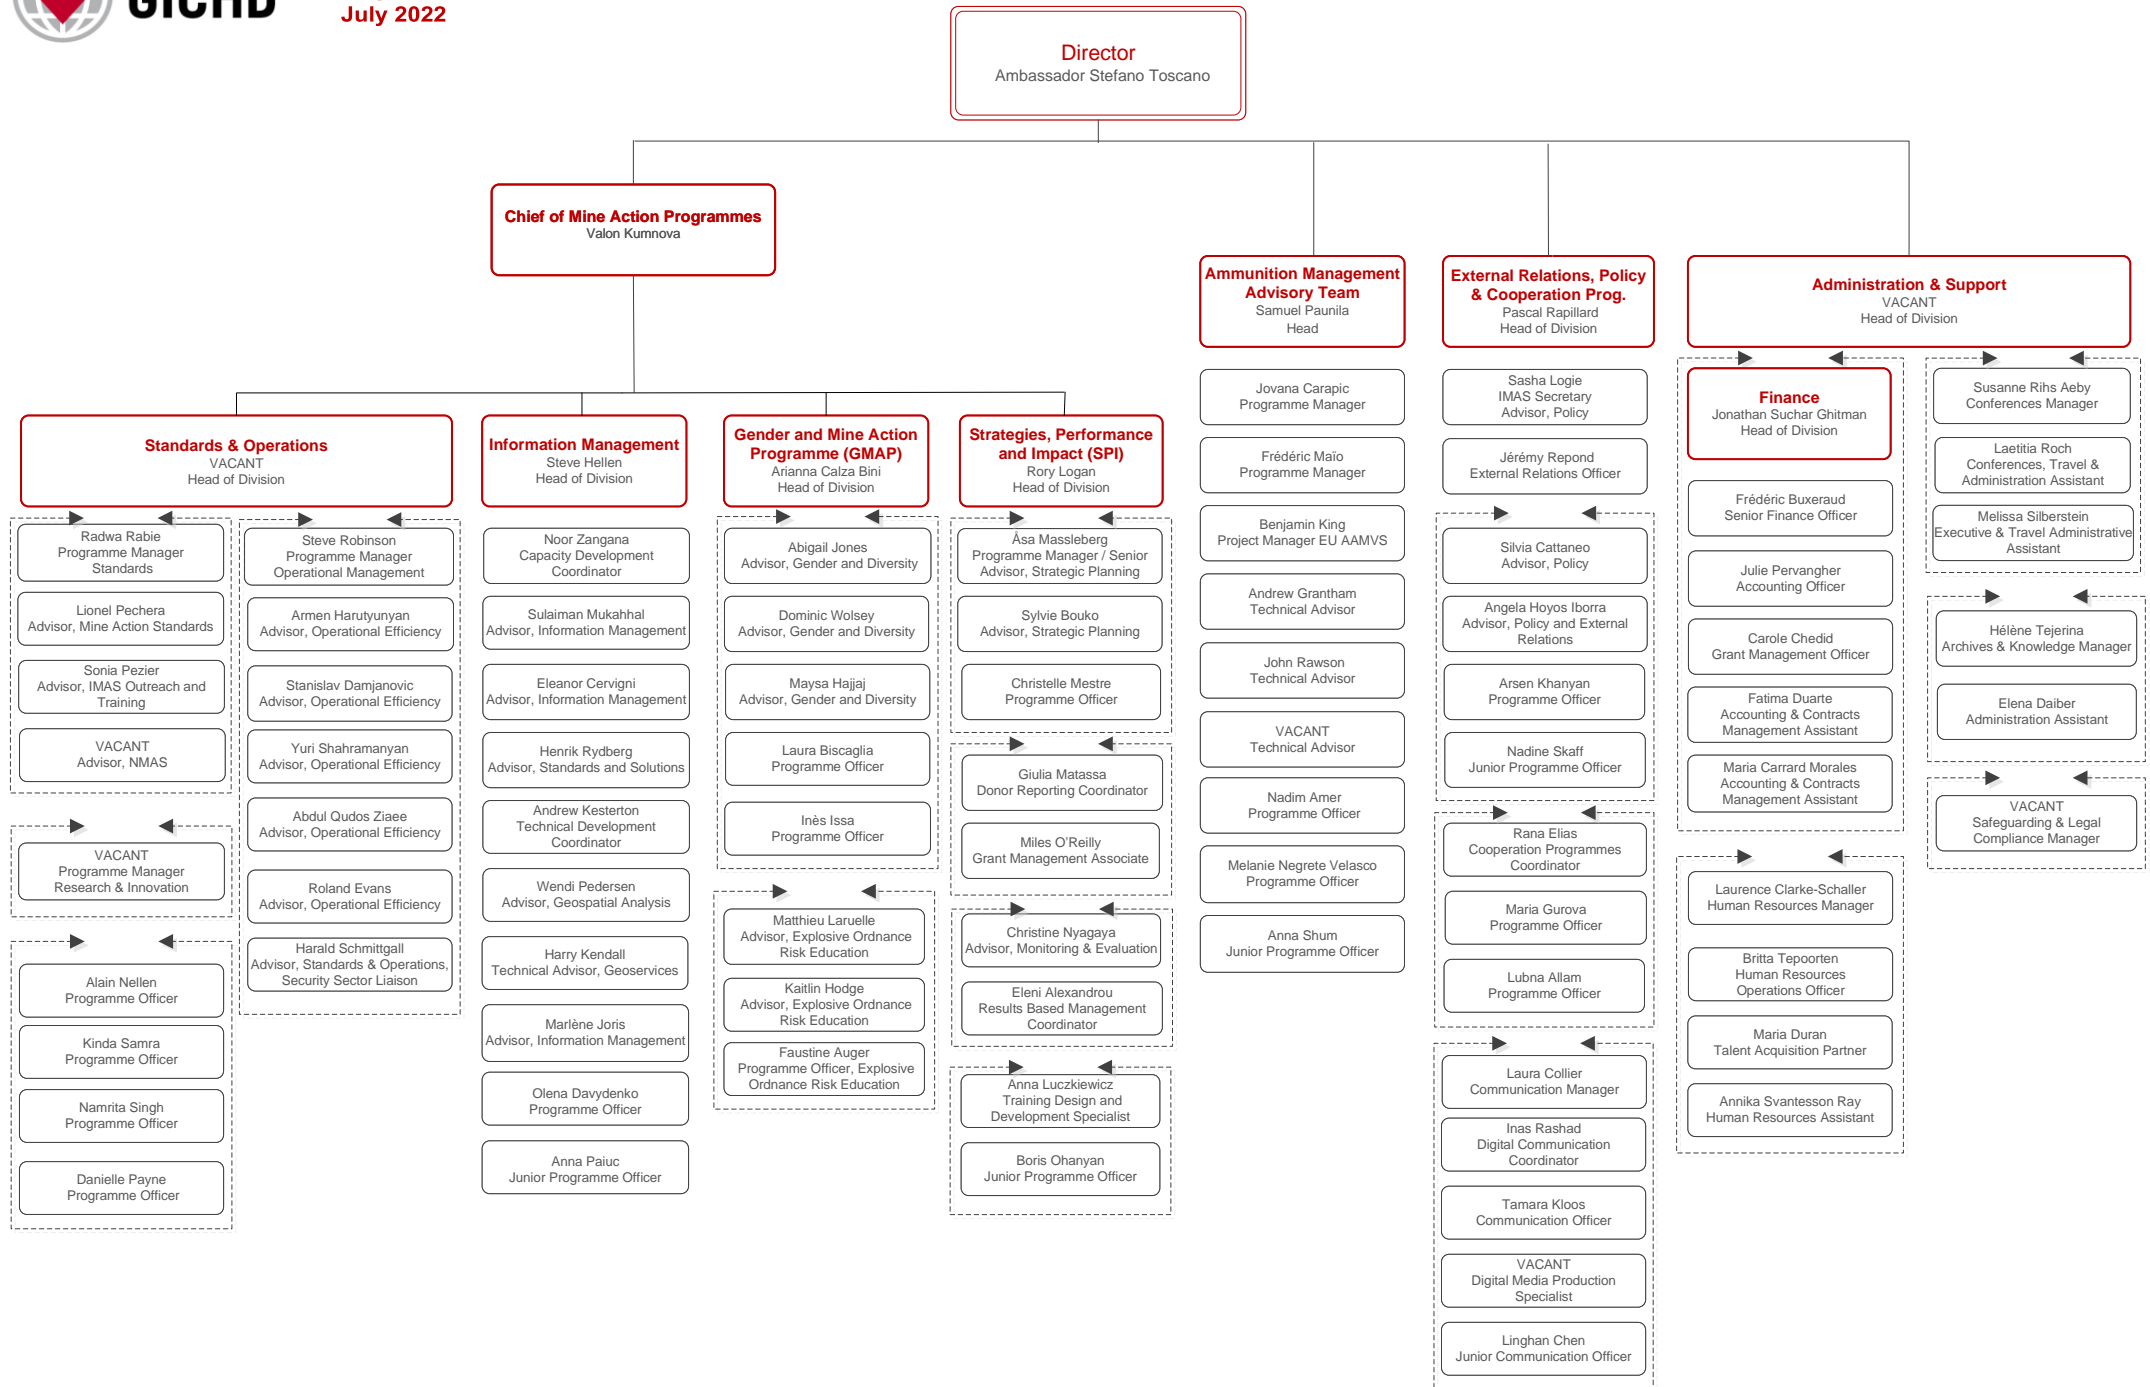 GICHD
July 2022
Director
Ambassador Stefano Toscano
Chief of Mine Action Programmes
Valon Kumnova
Ammunition Management
Advisory Team
Samuel Paunila
Head
External Relations, Policy
& Cooperation Prog.
Pascal Rapillard
Head of Division
Administration & Support
VACANT
Head of Division
Standards & Operations
VACANT
Head of Division
Radwa Rabie
Programme Manager
Standards
Lionel Pechera
Advisor, Mine Action Standards
Sonia Pezier
Advisor, IMAS Outreach and
Training
VACANT
Advisor, NMAS
VACANT
Programme Manager
Research & Innovation
Alain Nellen
Programme Officer
Kinda Samra
Programme Officer
Namrita Singh
Programme Officer
Danielle Payne
Programme Officer
Steve Robinson
Programme Manager
Operational Management
Armen Harutyunyan
Advisor, Operational Efficiency
Stanislav Damjanovic
Advisor, Operational Efficiency
Yuri Shahramanyan
Advisor, Operational Efficiency
Abdul Qudos Ziaee
Advisor, Operational Efficiency
Roland Evans
Advisor, Operational Efficiency
Harald Schmittgall
Advisor, Standards & Operations,
Security Sector Liaison
Information Management
Steve Hellen
Head of Division
Noor Zangana
Capacity Development
Coordinator
Sulaiman Mukahhal
Advisor, Information Management
Eleanor Cervigni
Advisor, Information Management
Henrik Rydberg
Advisor, Standards and Solutions
Andrew Kesterton
Technical Development
Coordinator
Wendi Pedersen
Advisor, Geospatial Analysis
Harry Kendall
Technical Advisor, Geoservices
Marlène Joris
Advisor, Information Management
Olena Davydenko
Programme Officer
Anna Paiuc
Junior Programme Officer
Gender and Mine Action
Programme (GMAP)
Arianna Calza Bini
Head of Division
Abigail Jones
Advisor, Gender and Diversity
Dominic Wolsey
Advisor, Gender and Diversity
Maysa Hajjaj
Advisor, Gender and Diversity
Laura Biscaglia
Programme Officer
Inès Issa
Programme Officer
Matthieu Laruelle
Advisor, Explosive Ordnance
Risk Education
Kaitlin Hodge
Advisor, Explosive Ordnance
Risk Education
Faustine Auger
Programme Officer, Explosive
Ordnance Risk Education
Strategies, Performance
and Impact (SPI)
Rory Logan
Head of Division
Åsa Massleberg
Programme Manager / Senior
Advisor, Strategic Planning
Sylvie Bouko
Advisor, Strategic Planning
Christelle Mestre
Programme Officer
Giulia Matassa
Donor Reporting Coordinator
Miles O'Reilly
Grant Management Associate
Christine Nyagaya
Advisor, Monitoring & Evaluation
Eleni Alexandrou
Results Based Management
Coordinator
Anna Luczkiewicz
Training Design and
Development Specialist
Boris Ohanyan
Junior Programme Officer
Jovana Carapic
Programme Manager
Frédéric Maïo
Programme Manager
Benjamin King
Project Manager EU AAMVS
Andrew Grantham
Technical Advisor
John Rawson
Technical Advisor
VACANT
Technical Advisor
Nadim Amer
Programme Officer
Melanie Negrete Velasco
Programme Officer
Anna Shum
Junior Programme Officer
Sasha Logie
IMAS Secretary
Advisor, Policy
Jérémy Repond
External Relations Officer
Silvia Cattaneo
Advisor, Policy
Angela Hoyos Iborra
Advisor, Policy and External
Relations
Arsen Khanyan
Programme Officer
Nadine Skaff
Junior Programme Officer
Rana Elias
Cooperation Programmes
Coordinator
Maria Gurova
Programme Officer
Lubna Allam
Programme Officer
Laura Collier
Communication Manager
Inas Rashad
Digital Communication
Coordinator
Tamara Kloos
Communication Officer
VACANT
Digital Media Production
Specialist
Linghan Chen
Junior Communication Officer
Finance
Jonathan Suchar Ghitman
Head of Division
Frédéric Buxeraud
Senior Finance Officer
Julie Pervangher
Accounting Officer
Carole Chedid
Grant Management Officer
Fatima Duarte
Accounting & Contracts
Management Assistant
Maria Carrard Morales
Accounting & Contracts
Management Assistant
Laurence Clarke-Schaller
Human Resources Manager
Britta Tepoorten
Human Resources
Operations Officer
Maria Duran
Talent Acquisition Partner
Annika Svantesson Ray
Human Resources Assistant
Susanne Rihs Aeby
Conferences Manager
Laetitia Roch
Conferences, Travel &
Administration Assistant
Melissa Silberstein
Executive & Travel Administrative
Assistant
Hélène Tejerina
Archives & Knowledge Manager
Elena Daiber
Administration Assistant
VACANT
Safeguarding & Legal
Compliance Manager